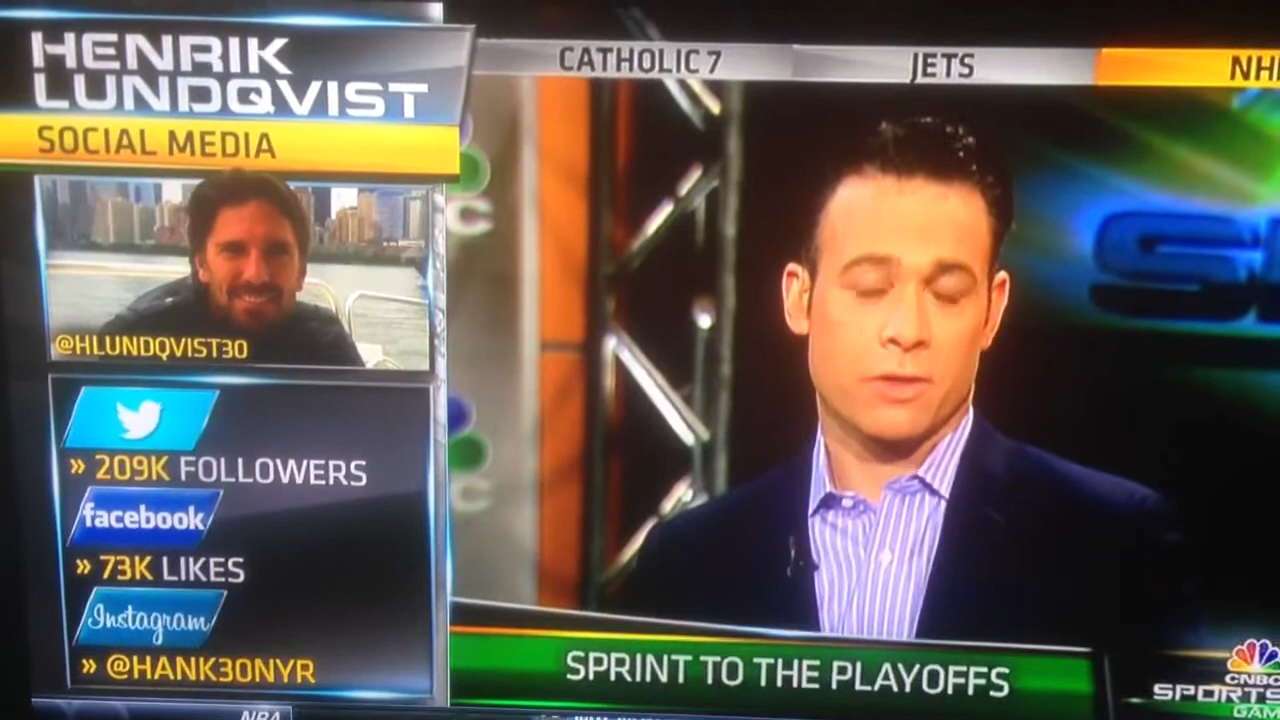 HENRIK
LUNDQVIST
SOCIAL MEDIA
@HLUNDQVIST30
» 209K FOLLOWERS
facebook
» 73K LIKES
Instagram
» @HANK30NYR
NBA
CATHOLIC 7
JETS
SPRINT TO THE PLAYOFFS
CNBC
SPORTS